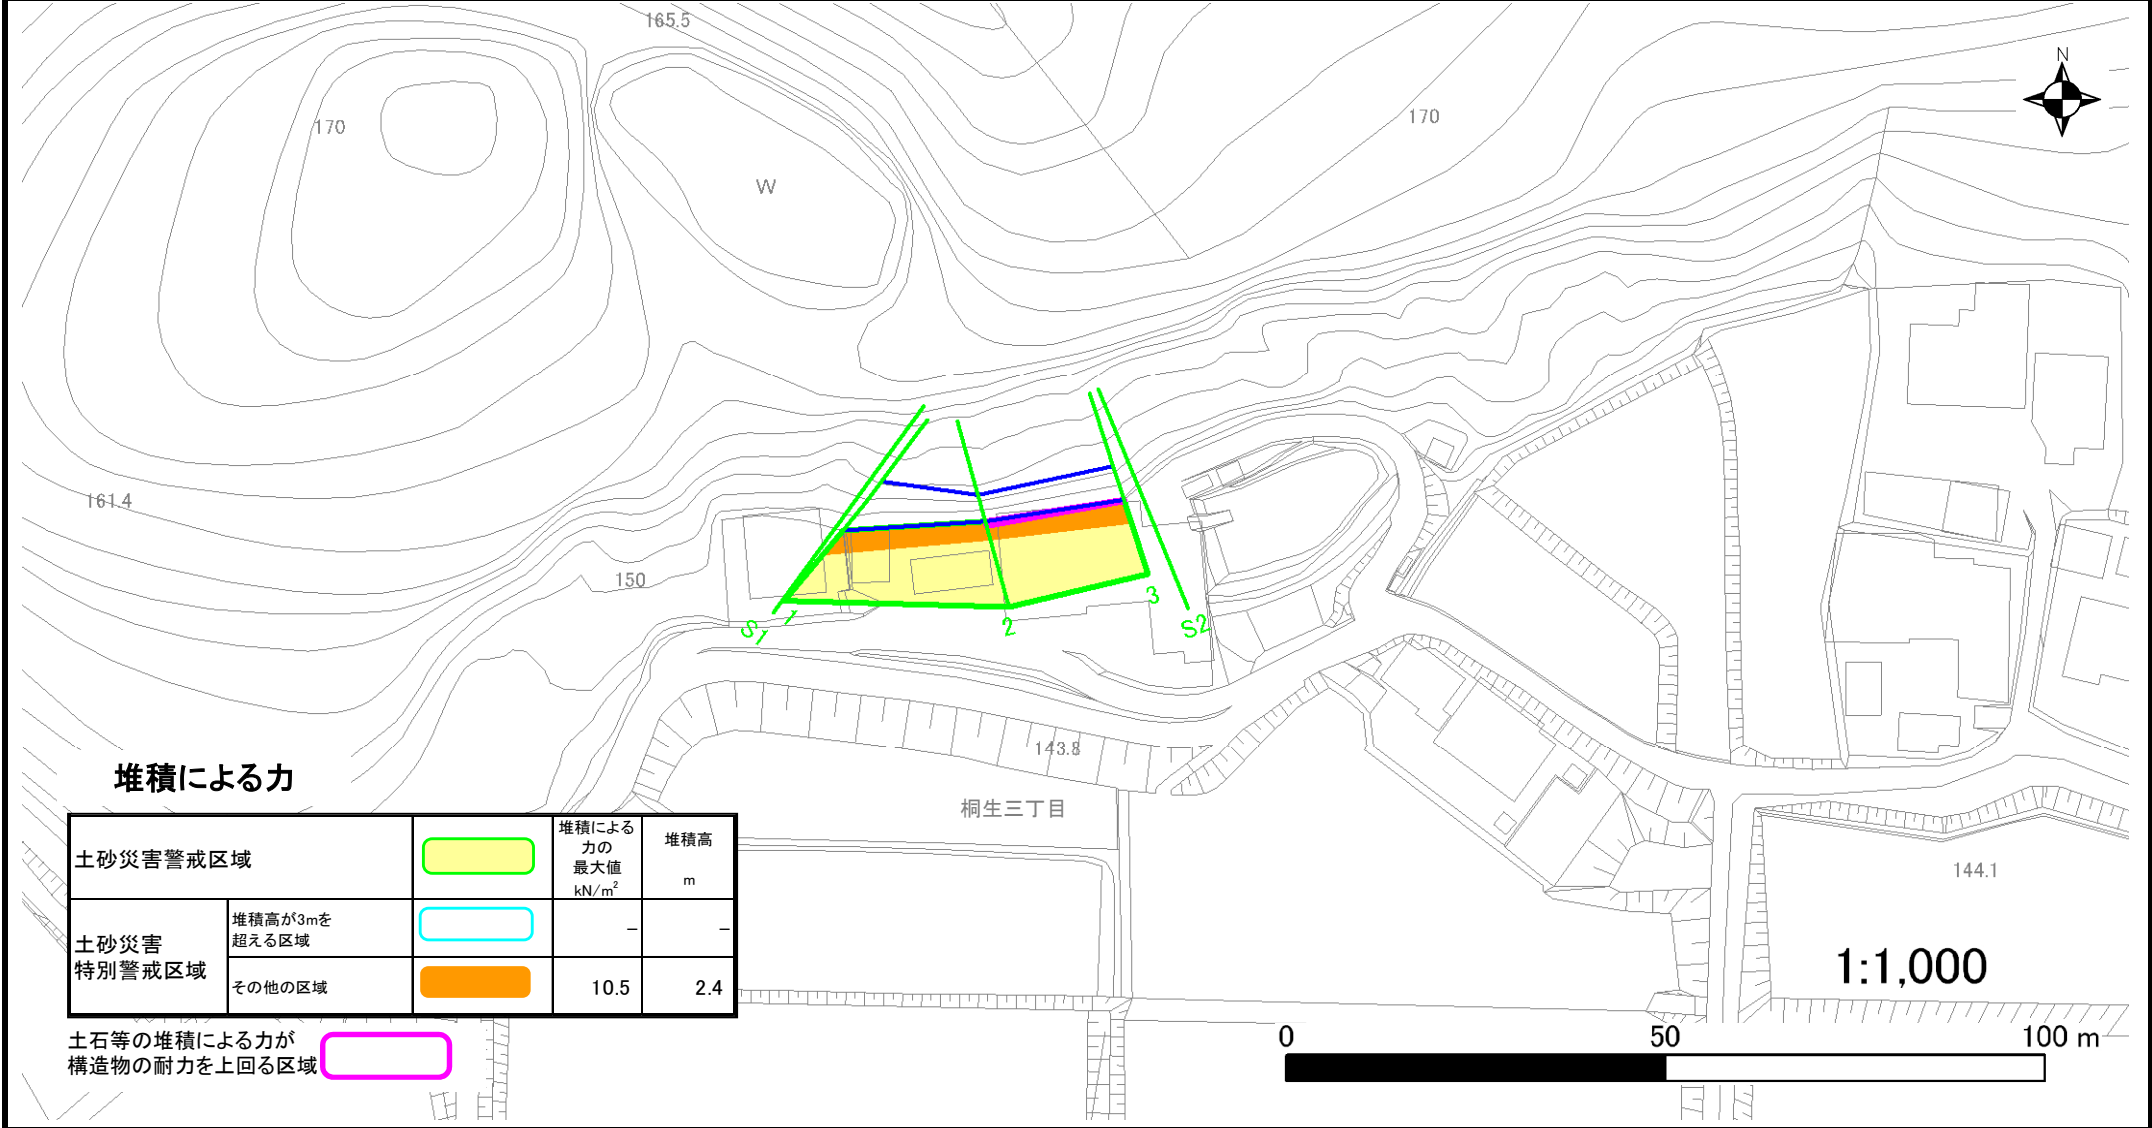 165.5
N
170
170
W
161.4
150
S1
1
2
3
S2
143.8
桐生三丁目
144.1
堆積による力
土砂災害警戒区域
堆積による
力の
最大値
kN/m²
堆積高
m
土砂災害
特別警戒区域
堆積高が3mを
超える区域
－
－
その他の区域
10.5
2.4
土石等の堆積による力が
構造物の耐力を上回る区域
1:1,000
0 50 100 m